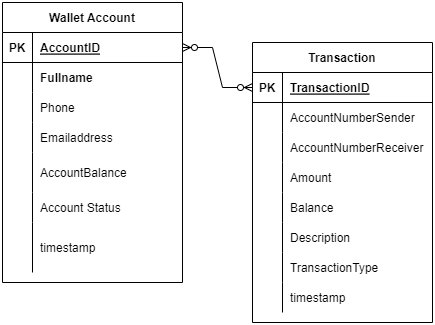 Wallet Account
PK AccountID
Fullname
Phone
Emailaddress
AccountBalance
Account Status
timestamp
Transaction
PK TransactionID
AccountNumberSender
AccountNumberReceiver
Amount
Balance
Description
TransactionType
timestamp